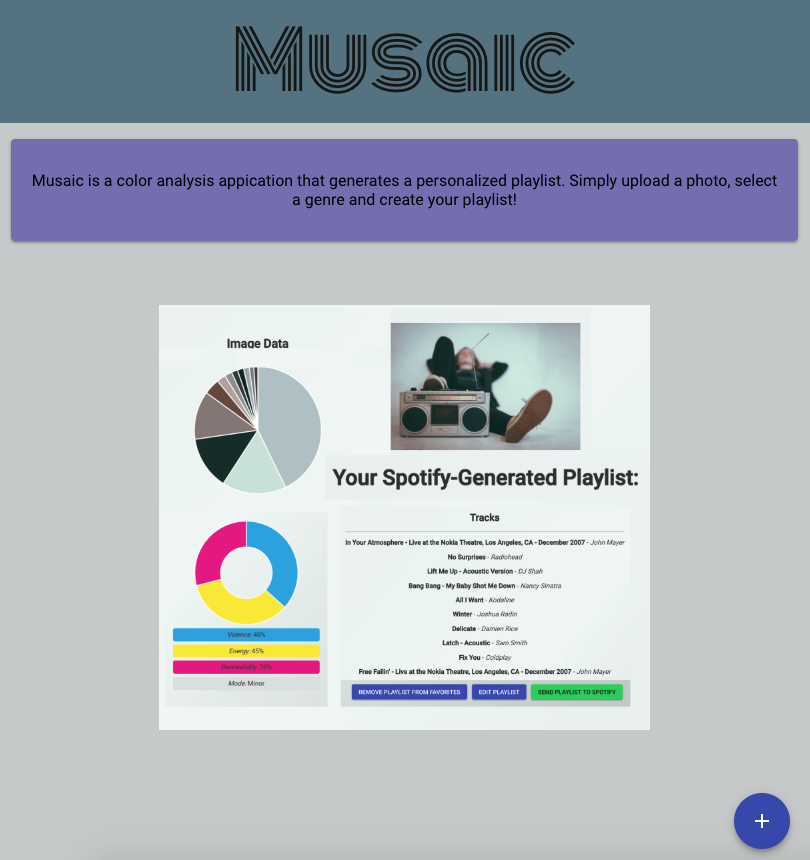 Musaic
Musaic is a color analysis appication that generates a personalized playlist. Simply upload a photo, select
a genre and create your playlist!
Image Data
Your Spotify-Generated Playlist:
Tracks
In Your Atmosphere - Live at the Nokia Theatre, Los Angeles, CA - December 2007 - John Mayer
No Surprises - Radiohead
Lift Me Up - Acoustic Version - DJ Shah
Bang Bang - My Baby Shot Me Down - Nancy Sinatra
All I Want - Kodaline
Winter - Joshua Radin
Delicate - Damien Rice
Latch - Acoustic - Sam Smith
Fix You - Coldplay
Free Fallin' - Live at the Nokia Theatre, Los Angeles, CA - December 2007 - John Mayer
Valence: 48%
Energy: 45%
Danceability: 38%
Mode: Minor
REMOVE PLAYLIST FROM FAVORITES
EDIT PLAYLIST
SEND PLAYLIST TO SPOTIFY
+